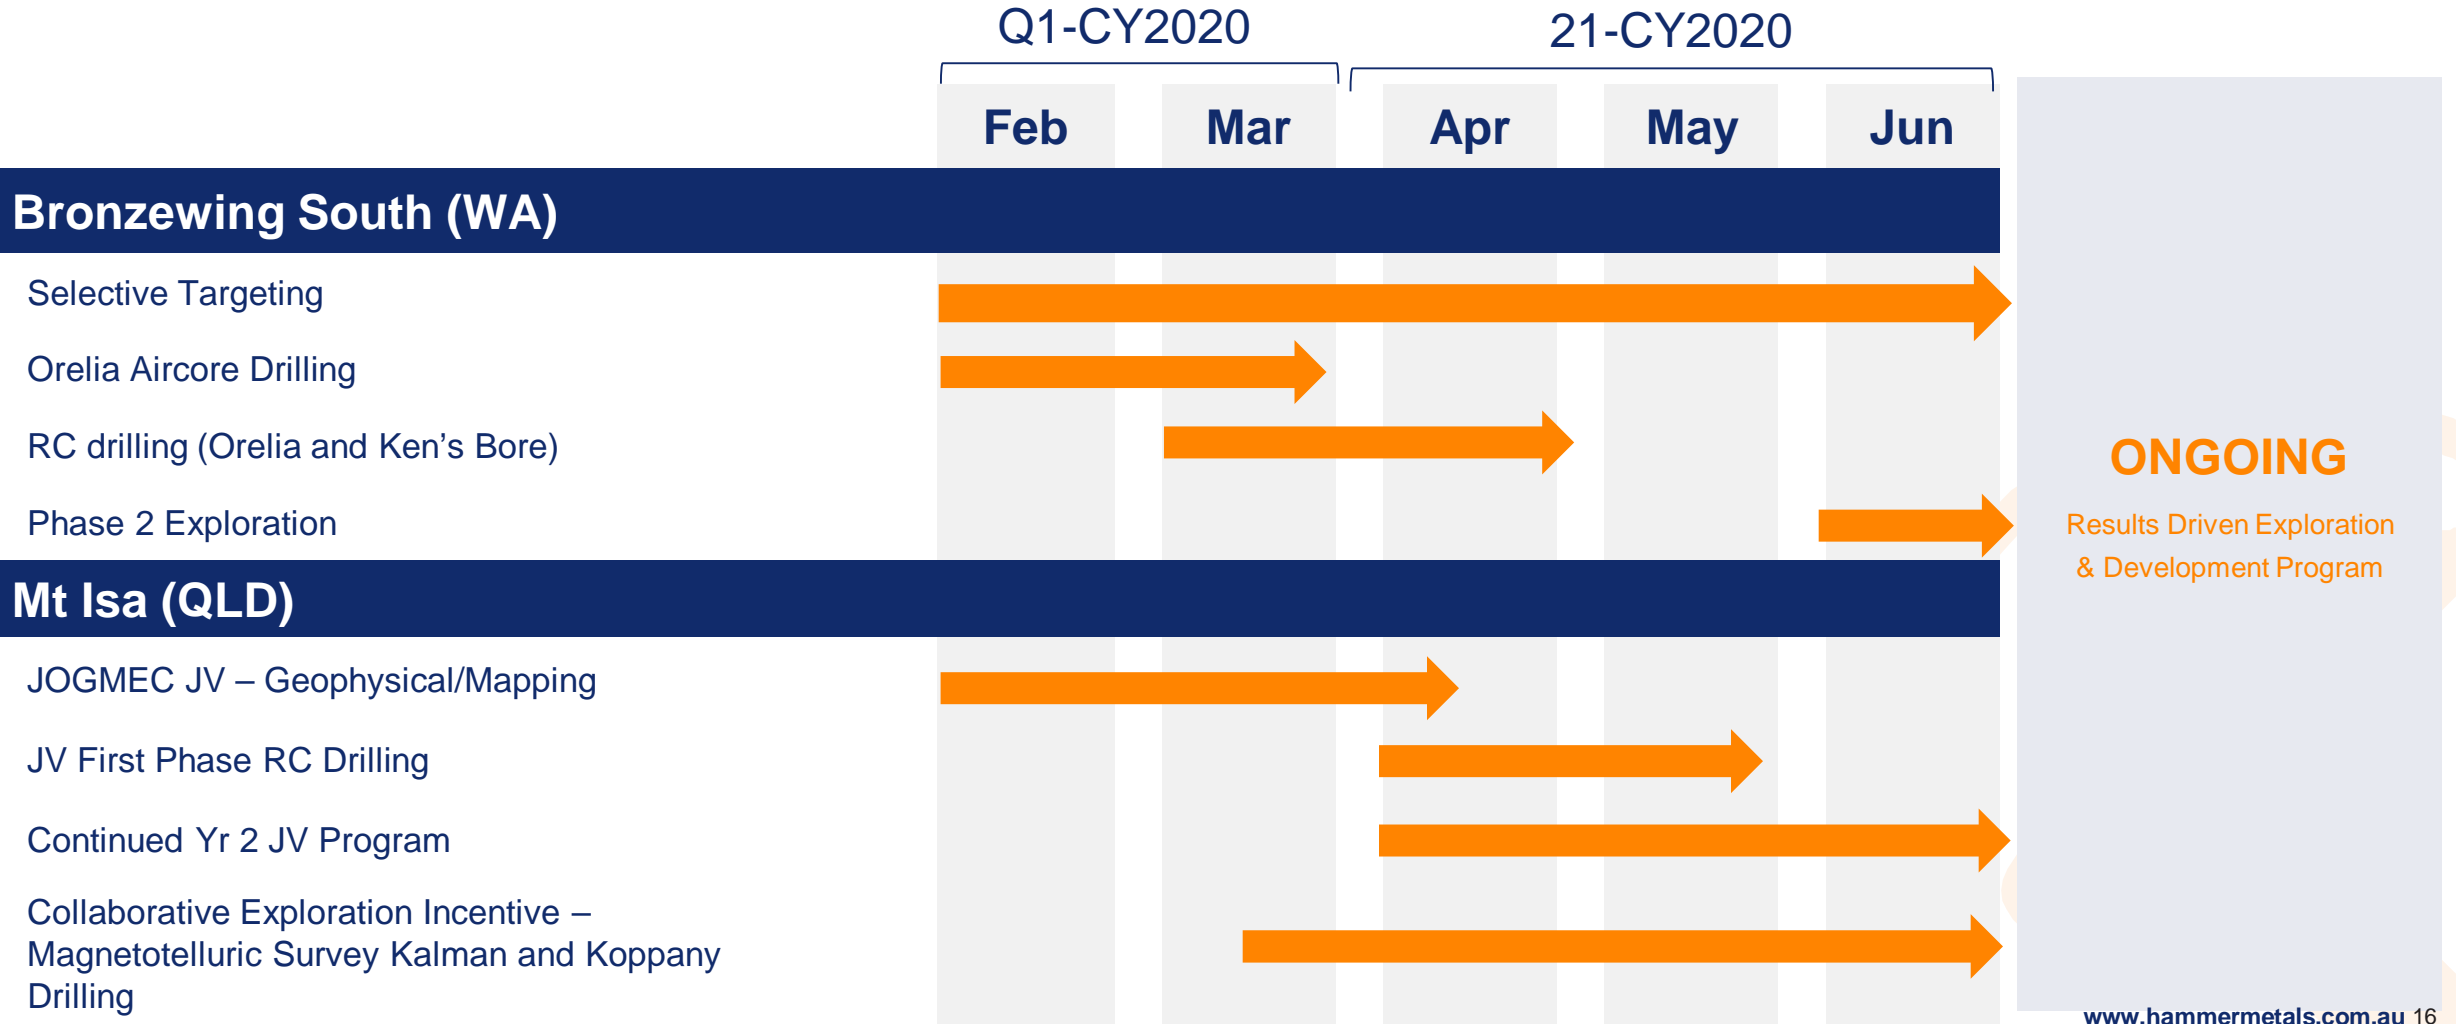 Q1-CY2020
21-CY2020
Feb
Mar
Apr
May
Jun
Bronzewing South (WA)
Selective Targeting
Orelia Aircore Drilling
RC drilling (Orelia and Ken’s Bore)
Phase 2 Exploration
Mt Isa (QLD)
JOGMEC JV – Geophysical/Mapping
JV First Phase RC Drilling
Continued Yr 2 JV Program
Collaborative Exploration Incentive –
Magnetotelluric Survey Kalman and Koppany
Drilling
ONGOING
Results Driven Exploration
& Development Program
www.hammermetals.com.au 16